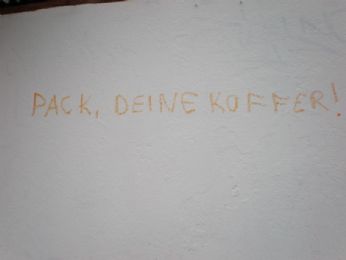 PACK, DEINE KOFFER!